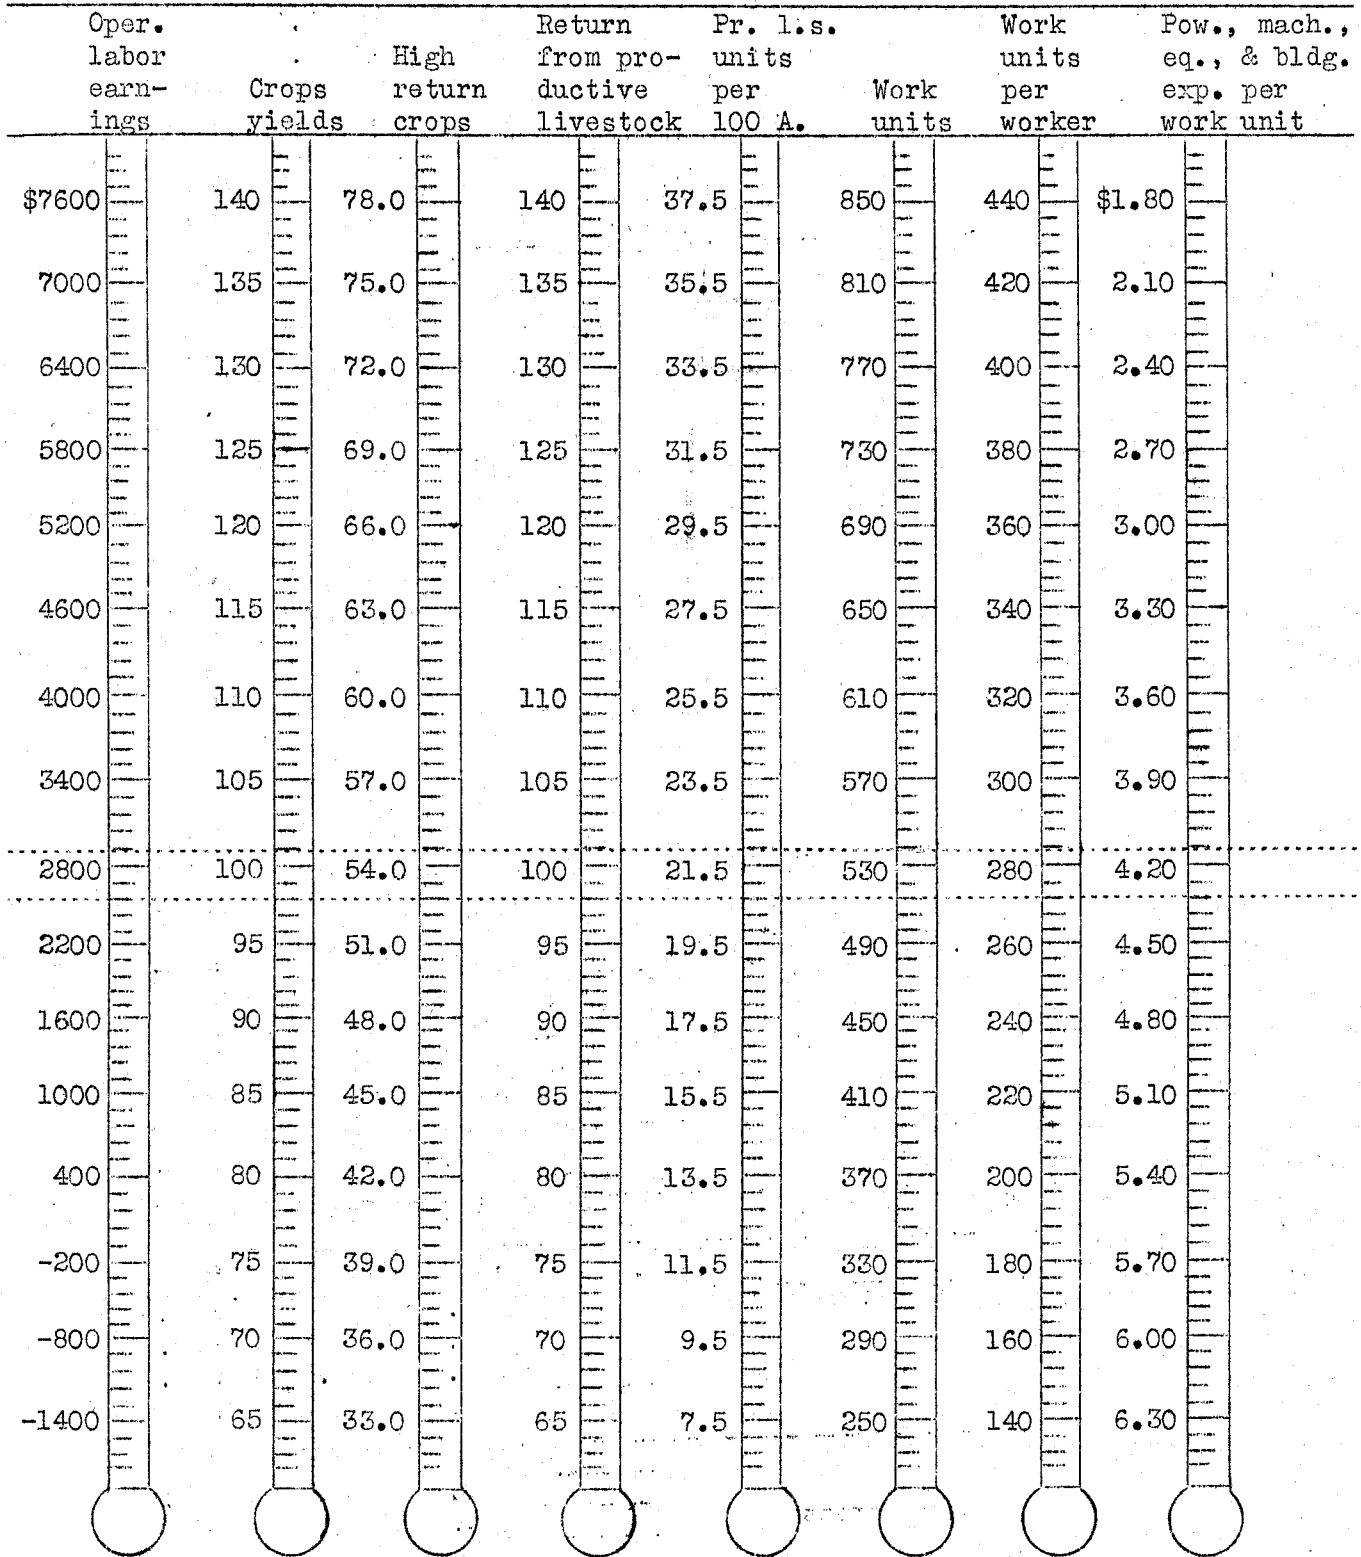 Oper. Return Pr. l.s. Work Pow., mach.,
labor High from pro- units units eq., & bldg.
earn- Crops return ductive per Work per exp. per
ings yields crops livestock 100 A. units worker work unit
$7600 140 78.0 140 37.5 850 440 $1.80
7000 135 75.0 135 35.5 810 420 2.10
6400 130 72.0 130 33.5 770 400 2.40
5800 125 69.0 125 31.5 730 380 2.70
5200 120 66.0 120 29.5 690 360 3.00
4600 115 63.0 115 27.5 650 340 3.30
4000 110 60.0 110 25.5 610 320 3.60
3400 105 57.0 105 23.5 570 300 3.90
2800 100 54.0 100 21.5 530 280 4.20
2200 95 51.0 95 19.5 490 260 4.50
1600 90 48.0 90 17.5 450 240 4.80
1000 85 45.0 85 15.5 410 220 5.10
400 80 42.0 80 13.5 370 200 5.40
-200 75 39.0 75 11.5 330 180 5.70
-800 70 36.0 70 9.5 290 160 6.00
-1400 65 33.0 65 7.5 250 140 6.30